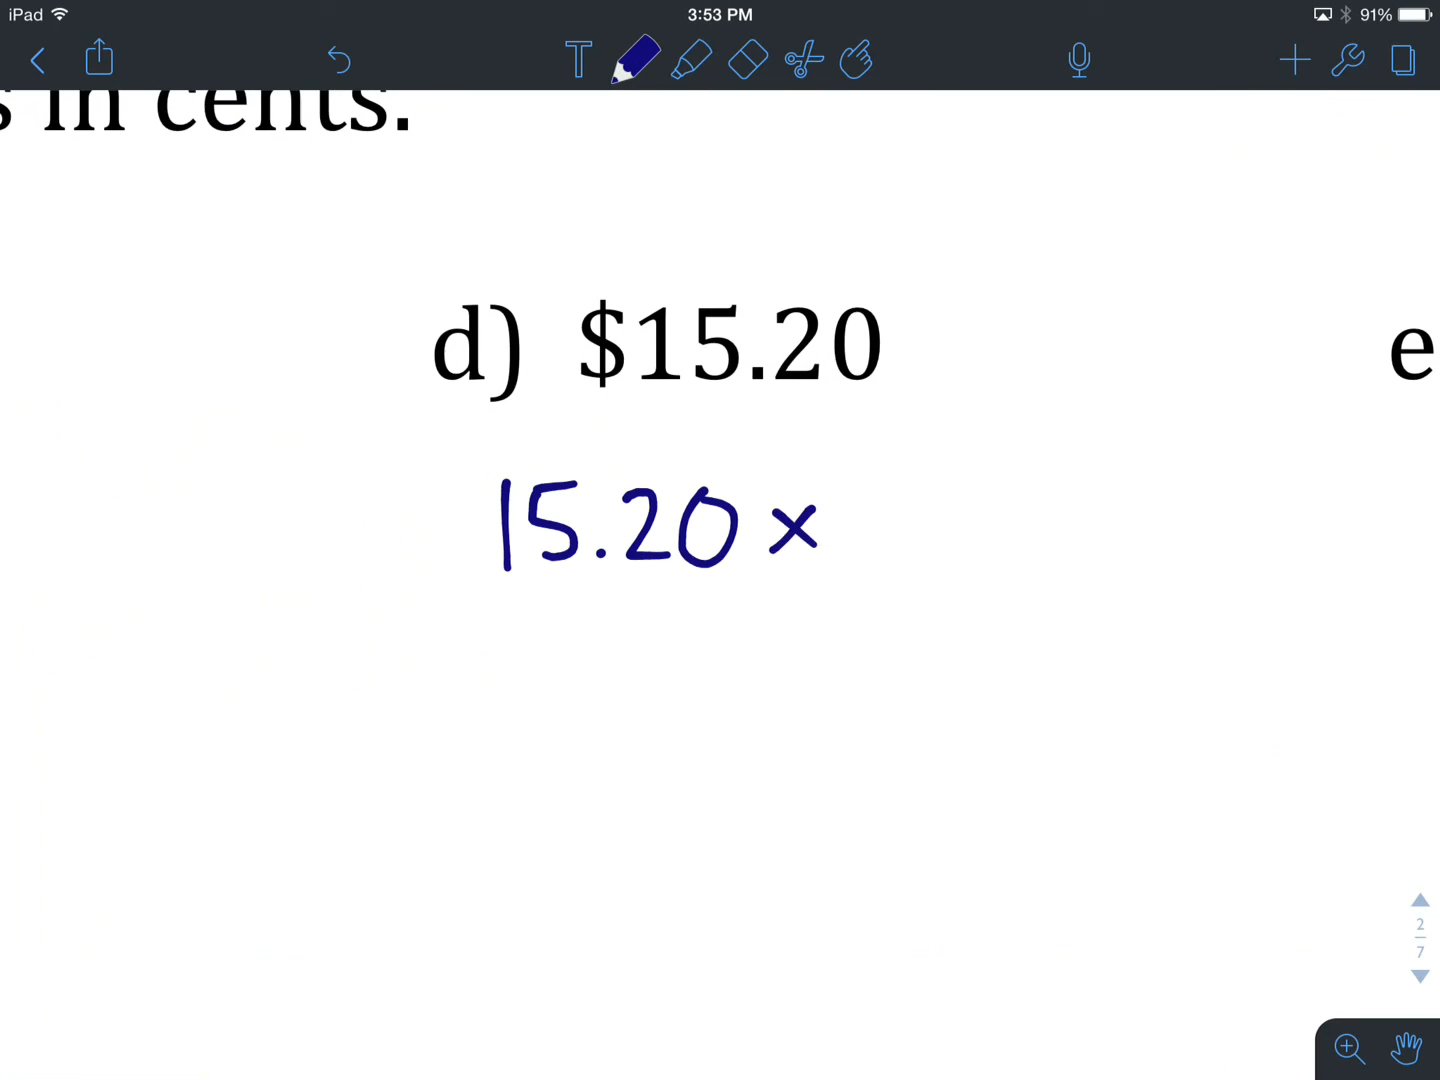 iPad
3:53 PM
91%
T
s in cents.
d) $15.20
e
15.20 ×
2
7